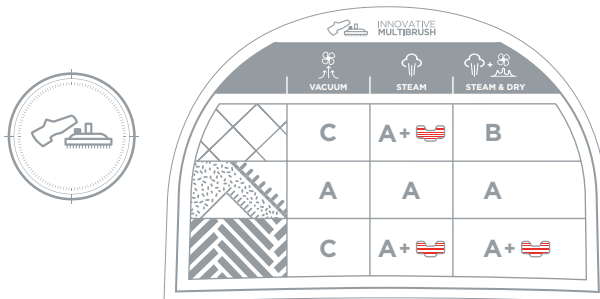 INNOVATIVE
MULTIBRUSH
+
VACUUM STEAM STEAM & DRY
C A+ B
A A A
C A+ A+